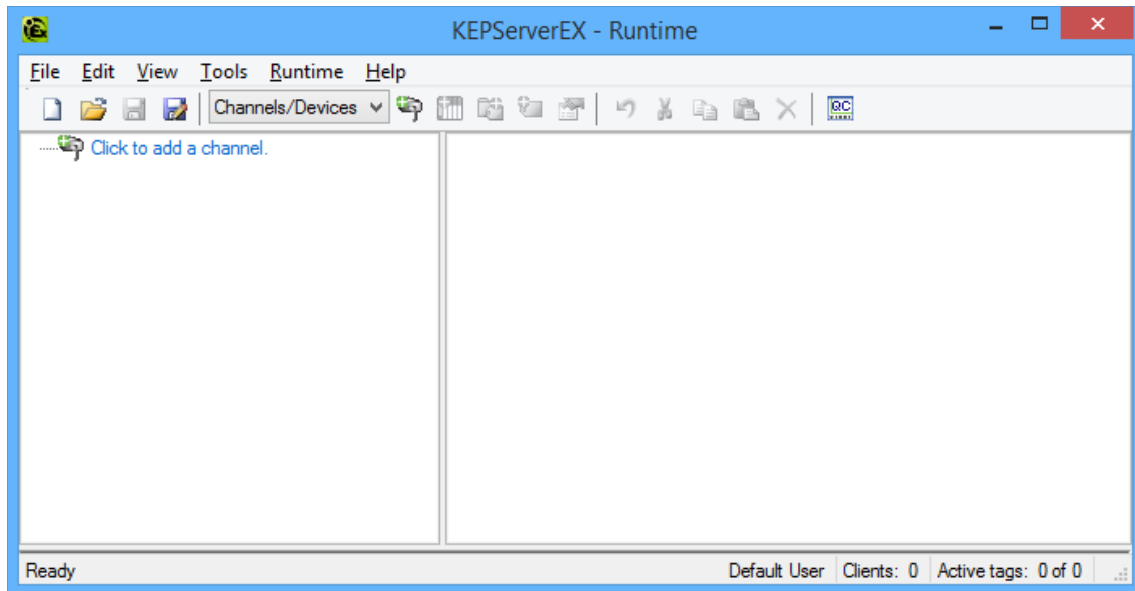 KEPServerEX - Runtime
File Edit View Tools Runtime Help
Channels/Devices QC
Click to add a channel.
Ready Default User Clients: 0 Active tags: 0 of 0